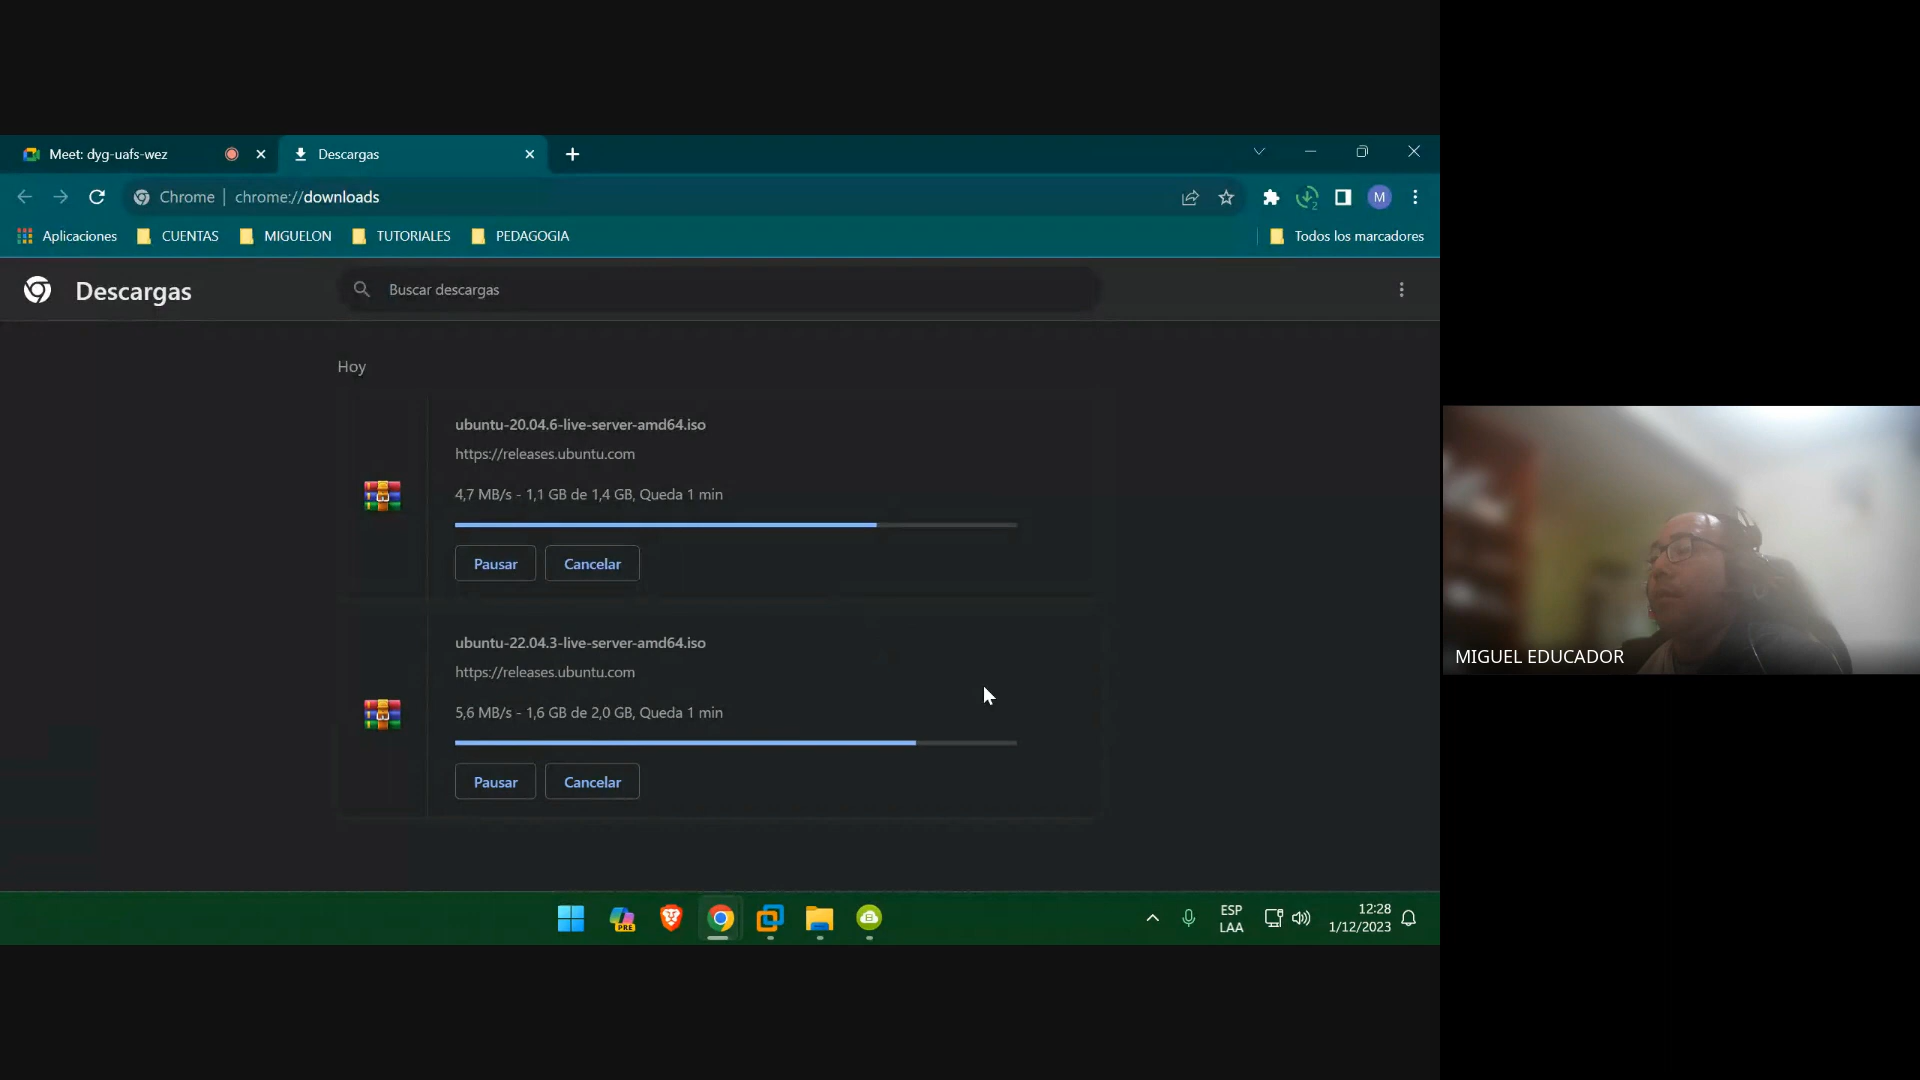 Meet: dyg-uafs-wez
Descargas
Chrome | chrome://downloads
M
Aplicaciones
CUENTAS
MIGUELON
TUTORIALES
PEDAGOGIA
Todos los marcadores
Descargas
Buscar descargas
Hoy
ubuntu-20.04.6-live-server-amd64.iso
https://releases.ubuntu.com
4,7 MB/s - 1,1 GB de 1,4 GB, Queda 1 min
Pausar
Cancelar
ubuntu-22.04.3-live-server-amd64.iso
https://releases.ubuntu.com
5,6 MB/s - 1,6 GB de 2,0 GB, Queda 1 min
Pausar
Cancelar
MIGUEL EDUCADOR
PRE
ESP
LAA
12:28
1/12/2023